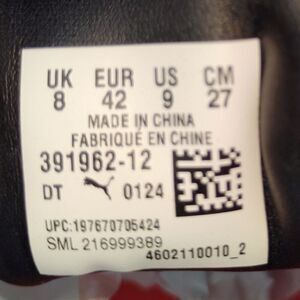 UK EUR US CM
8 42 9 27
MADE IN CHINA
FABRIQUÉ EN CHINE
391962-12
DT 0124
UPC:197670705424
SML 216999389
4602110010_2